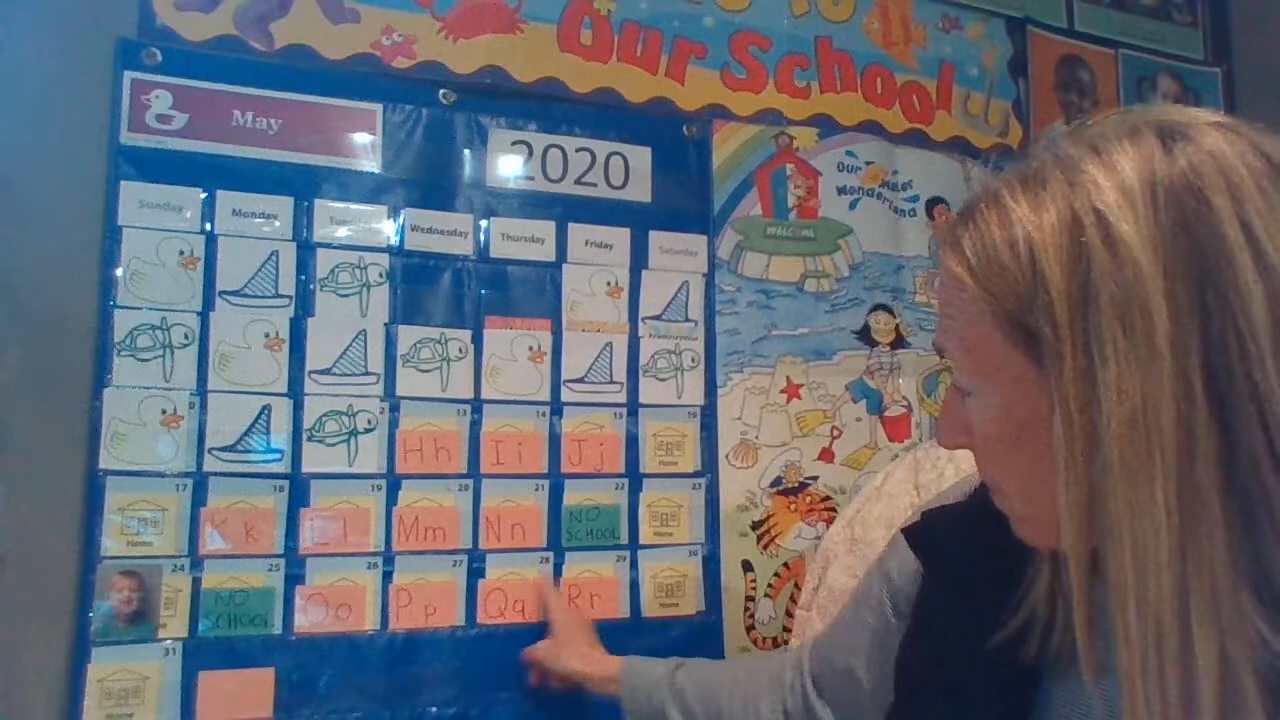 Our School
May
2020
Our Water
Wonderland
WELCOME
Sunday Monday Wednesday Thursday Friday Saturday
13 14 15 16
Hh Ii Jj Home
17 18 19 20 21 22 23
Home Kk Ll Mm Nn NO SCHOOL Home
24 25 26 27 28 29 30
NO SCHOOL Oo Pp Qq Rr Home
31
Home